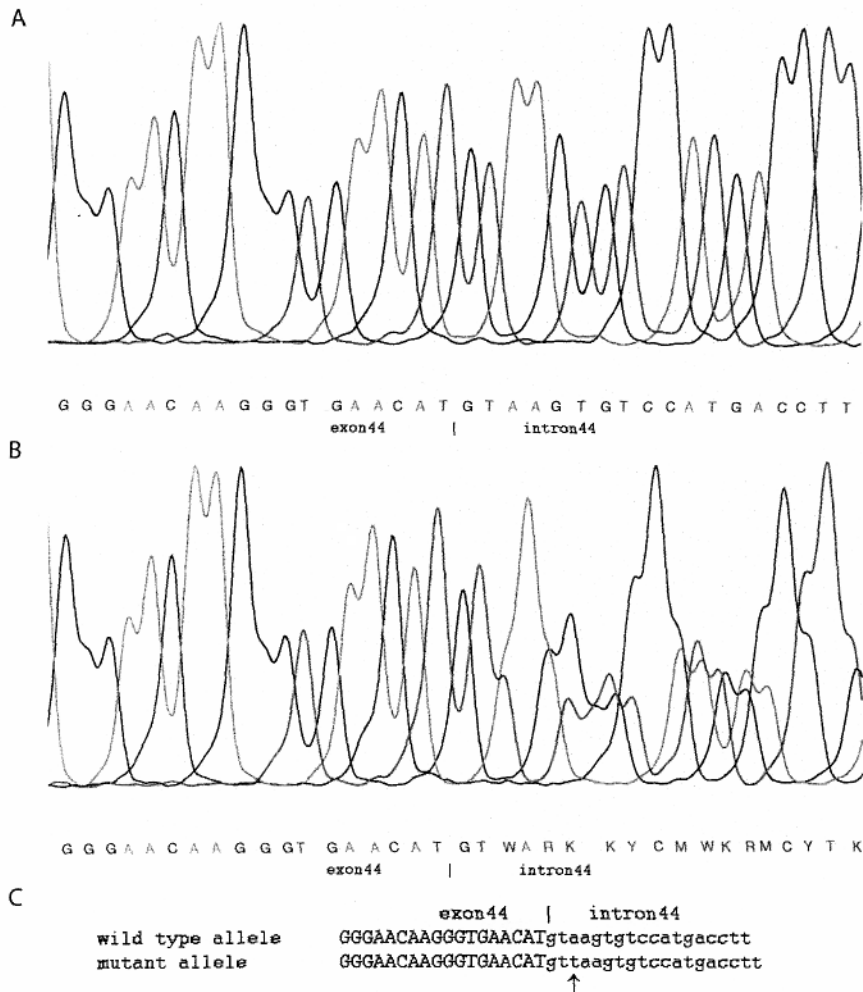 A
G G G A A C A A G G G T G A A C A T G T A A G T G T C C A T G A C C T T
exon44 | intron44
B
G G G A A C A A G G G T G A A C A T G T W A R K K Y C M W K R M C Y T K
exon44 | intron44
C
exon44 | intron44
wild type allele GGGAACAAGGGTGAACATgtaagtgtccatgacctt
mutant allele GGGAACAAGGGTGAACATgttaagtgtccatgacctt